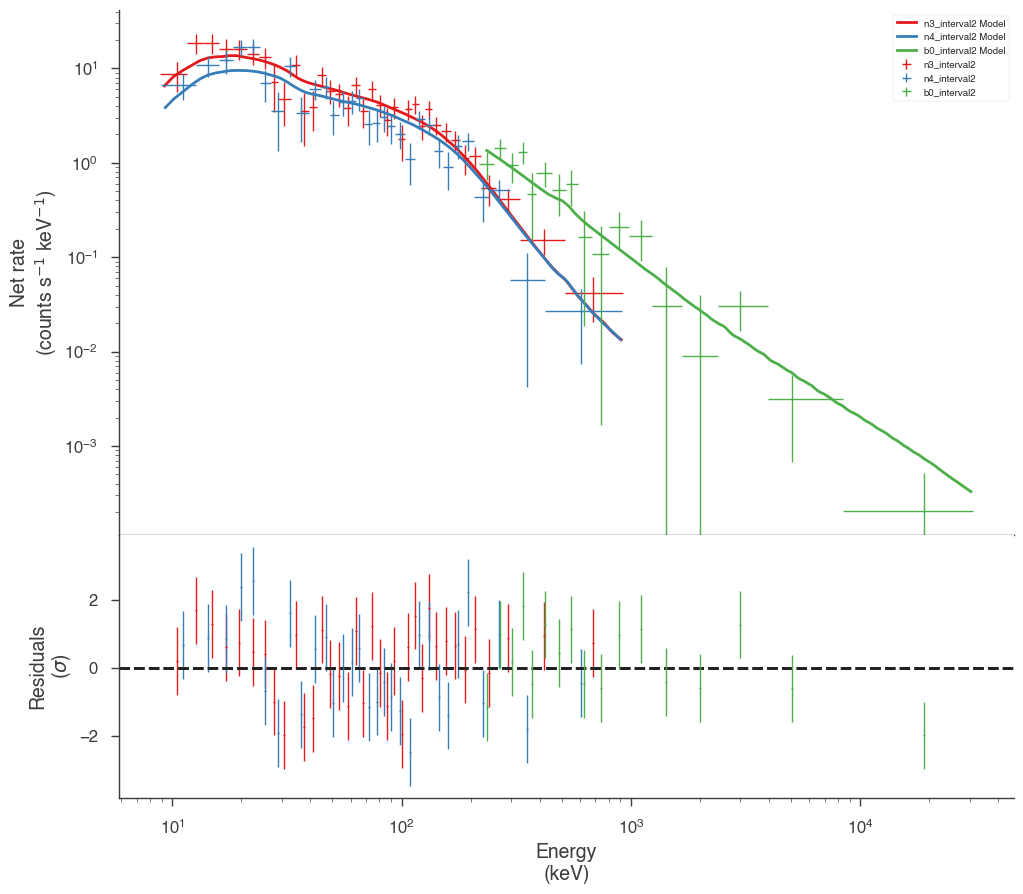 n3_interval2 Model
n4_interval2 Model
b0_interval2 Model
n3_interval2
n4_interval2
b0_interval2
Net rate
(counts s⁻¹ keV⁻¹)
10¹
10⁰
10⁻¹
10⁻²
10⁻³
Residuals
(σ)
2
0
−2
10¹
10²
10³
10⁴
Energy
(keV)